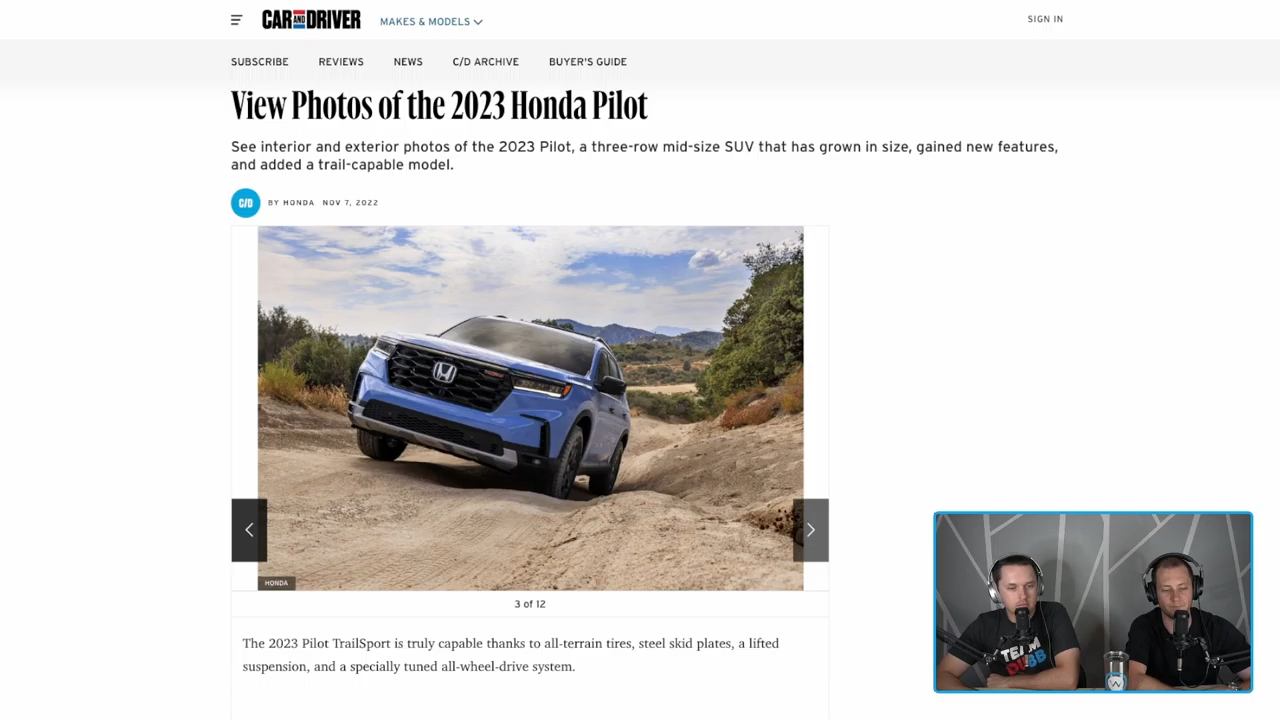 CAR AND DRIVER
MAKES & MODELS
SIGN IN
SUBSCRIBE
REVIEWS
NEWS
C/D ARCHIVE
BUYER'S GUIDE
View Photos of the 2023 Honda Pilot
See interior and exterior photos of the 2023 Pilot, a three-row mid-size SUV that has grown in size, gained new features,
and added a trail-capable model.
C/D
BY HONDA NOV 7, 2022
HONDA
3 of 12
The 2023 Pilot TrailSport is truly capable thanks to all-terrain tires, steel skid plates, a lifted
suspension, and a specially tuned all-wheel-drive system.
TEAM